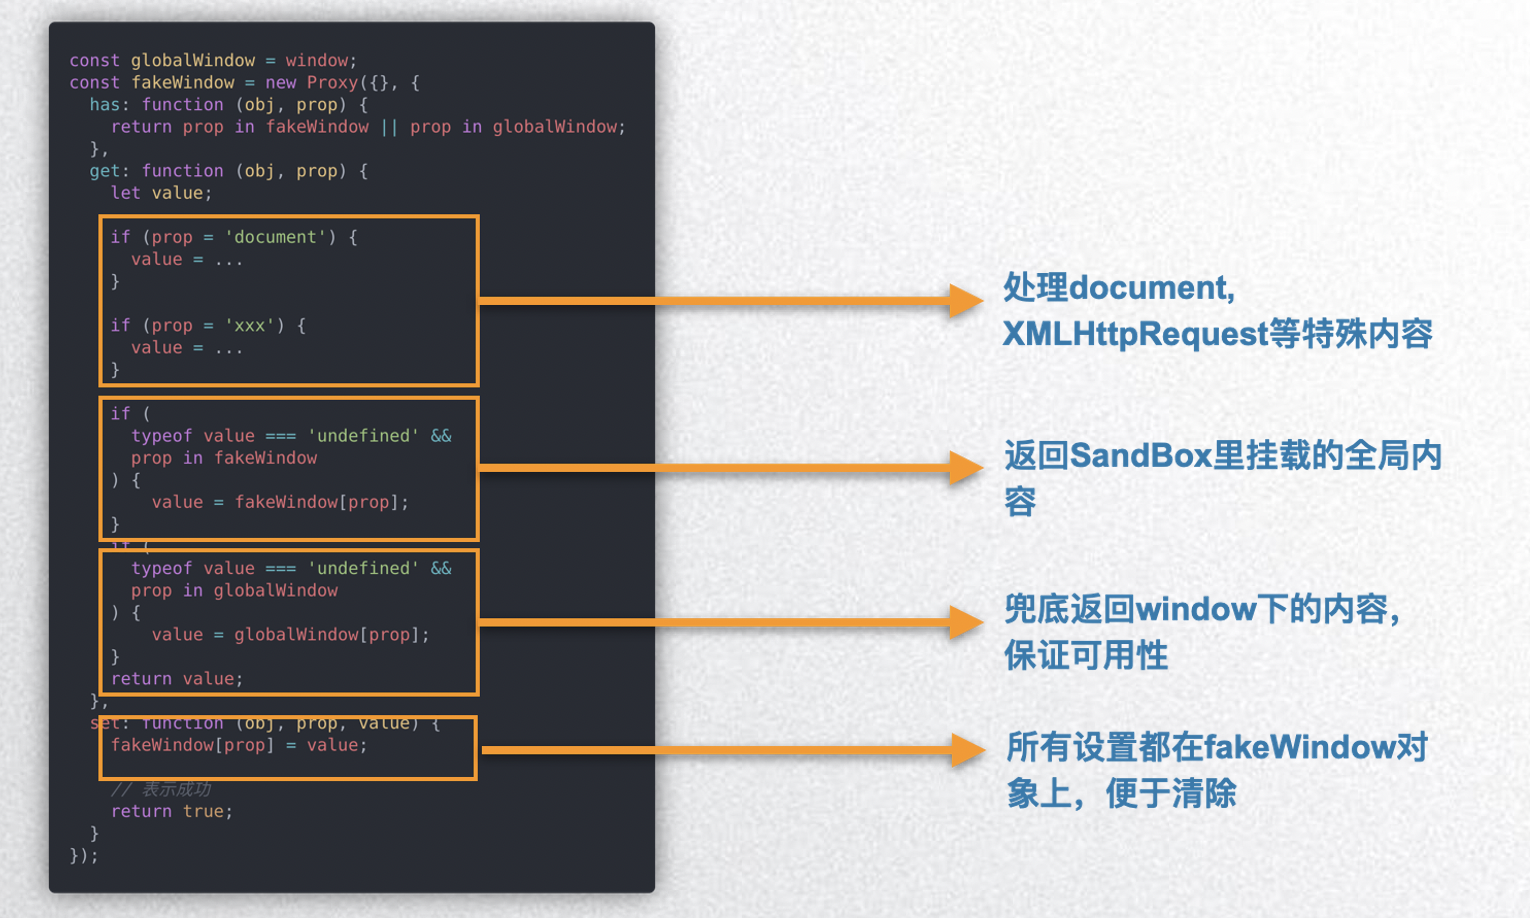 const globalWindow = window;
const fakeWindow = new Proxy({}, {
  has: function (obj, prop) {
    return prop in fakeWindow || prop in globalWindow;
  },
  get: function (obj, prop) {
    let value;
    if (prop = 'document') {
      value = ...
    }
    if (prop = 'xxx') {
      value = ...
    }
    if (
      typeof value === 'undefined' &&
      prop in fakeWindow
    ) {
        value = fakeWindow[prop];
    }
    if (
      typeof value === 'undefined' &&
      prop in globalWindow
    ) {
        value = globalWindow[prop];
    }
    return value;
  },
  set: function (obj, prop, value) {
    fakeWindow[prop] = value;
    // 表示成功
    return true;
  }
});
处理document,
XMLHttpRequest等特殊内容
返回SandBox里挂载的全局内
容
兜底返回window下的内容，
保证可用性
所有设置都在fakeWindow对
象上，便于清除